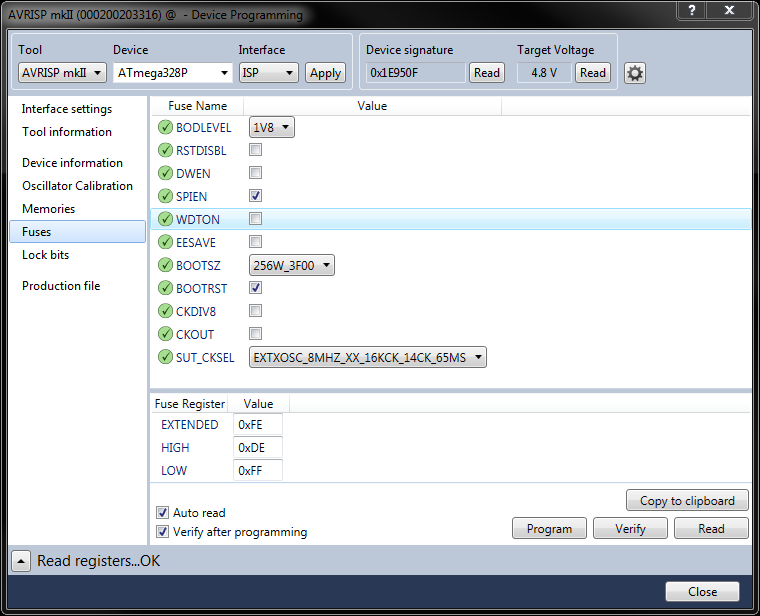 AVRISP mkII (000200203316) @ - Device Programming
Tool Device Interface Device signature Target Voltage
AVRISP mkII ATmega328P ISP Apply 0x1E950F Read 4.8 V Read
Interface settings
Tool information
Device information
Oscillator Calibration
Memories
Fuses
Lock bits
Production file
Fuse Name Value
BODLEVEL 1V8
RSTDISBL
DWEN
SPIEN
WDTON
EESAVE
BOOTSZ 256W_3F00
BOOTRST
CKDIV8
CKOUT
SUT_CKSEL EXTXOSC_8MHZ_XX_16KCK_14CK_65MS
Fuse Register Value
EXTENDED 0xFE
HIGH 0xDE
LOW 0xFF
Copy to clipboard
Auto read
Verify after programming
Program Verify Read
Read registers...OK
Close